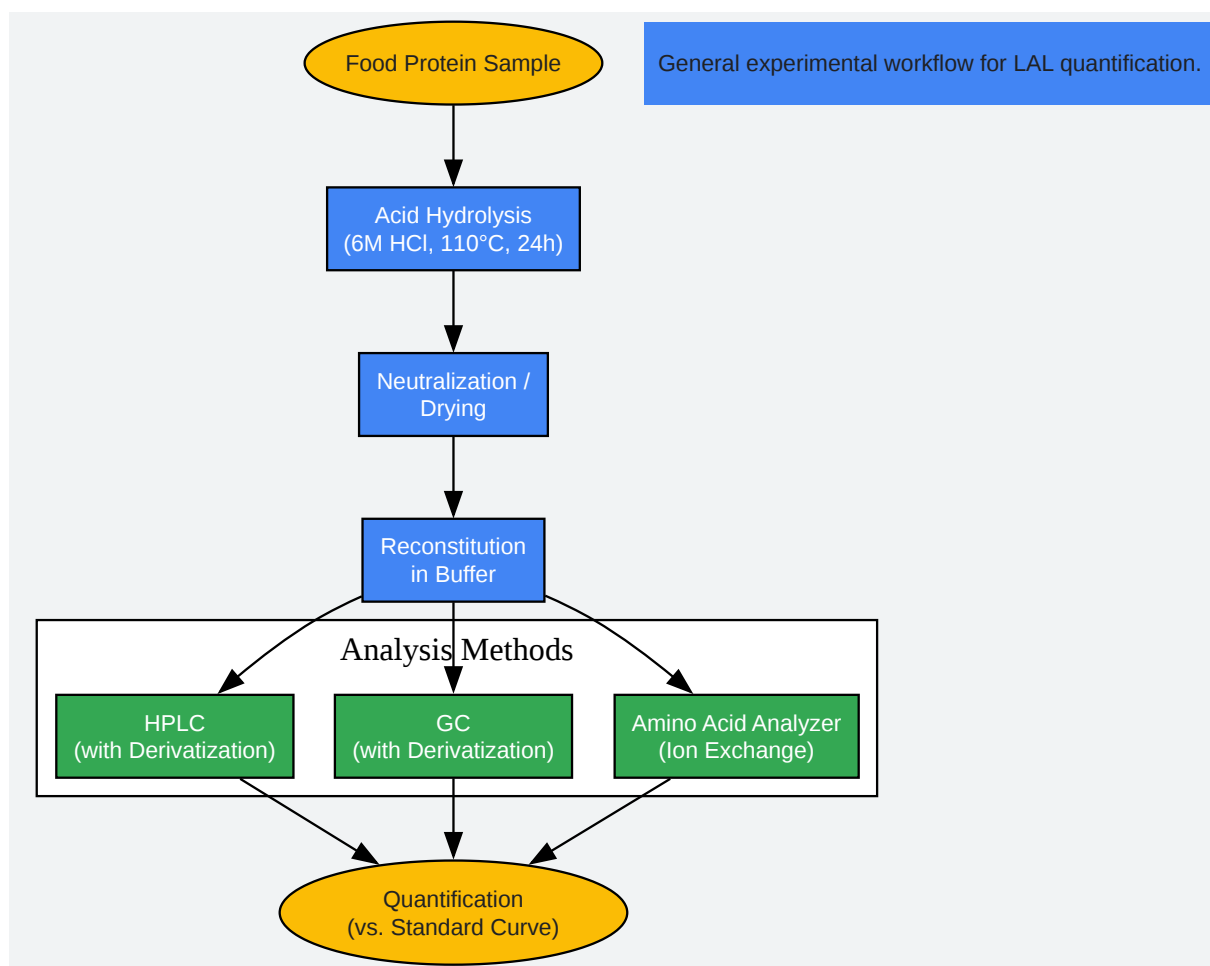 Food Protein Sample
General experimental workflow for LAL quantification.
Acid Hydrolysis
(6M HCl, 110°C, 24h)
Neutralization /
Drying
Reconstitution
in Buffer
Analysis Methods
HPLC
(with Derivatization)
GC
(with Derivatization)
Amino Acid Analyzer
(Ion Exchange)
Quantification
(vs. Standard Curve)